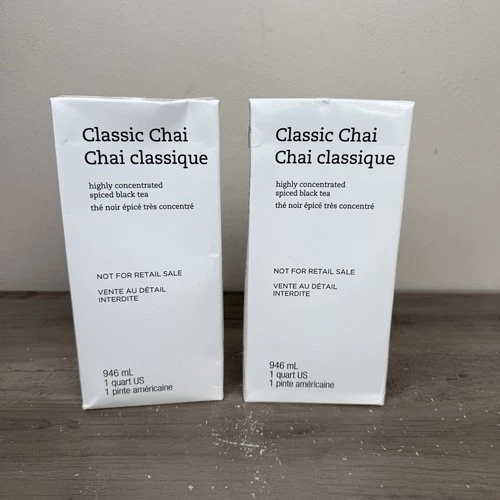 Classic Chai
Chai classique
highly concentrated
spiced black tea
thé noir épicé très concentré
NOT FOR RETAIL SALE
VENTE AU DÉTAIL
INTERDITE
946 mL
1 quart US
1 pinte américaine
Classic Chai
Chai classique
highly concentrated
spiced black tea
thé noir épicé très concentré
NOT FOR RETAIL SALE
VENTE AU DÉTAIL
INTERDITE
946 mL
1 quart US
1 pinte américaine